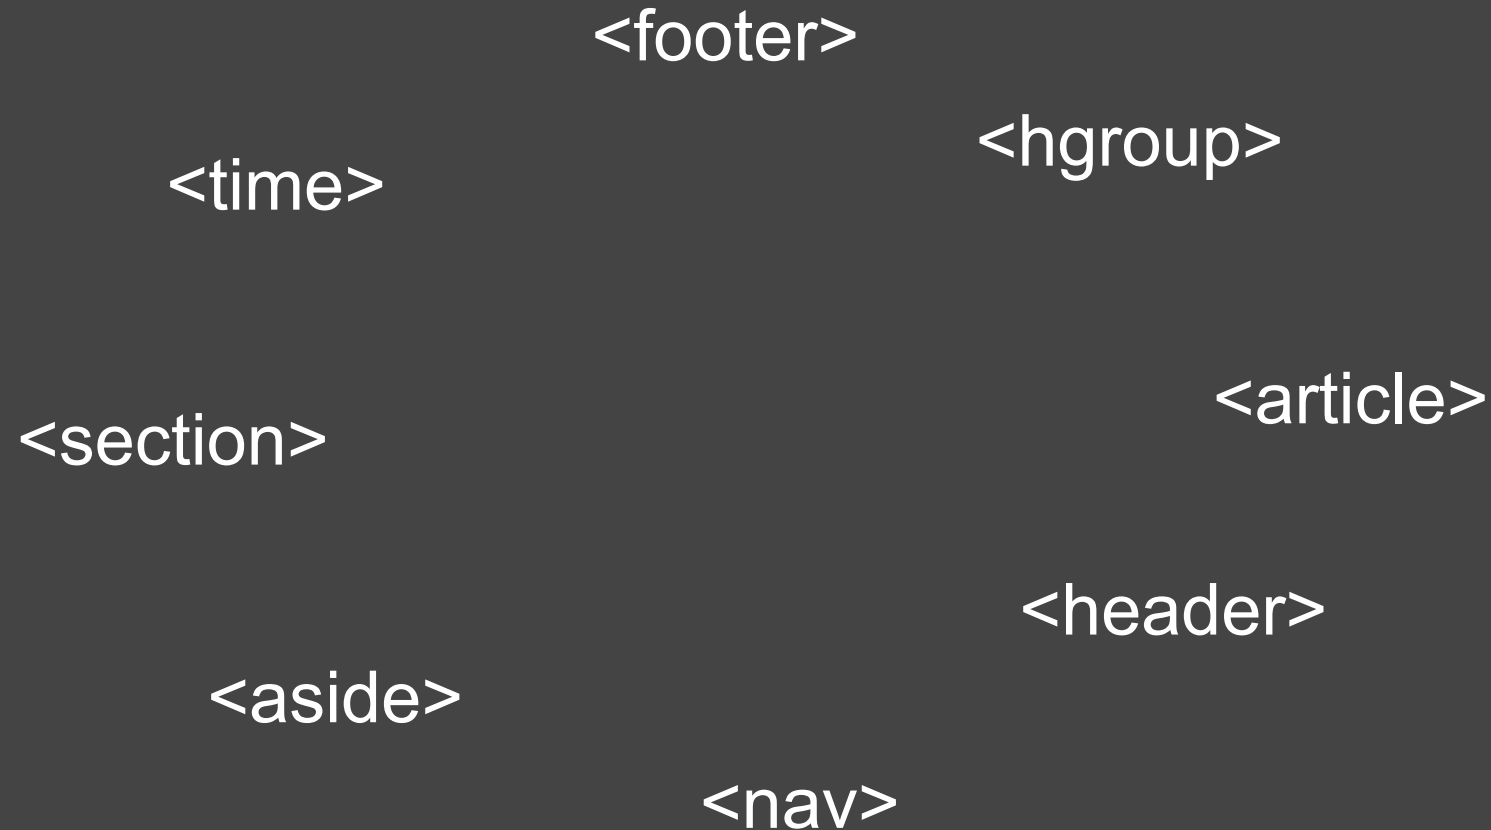 <footer>
<hgroup>
<time>
<article>
<section>
<header>
<aside>
<nav>